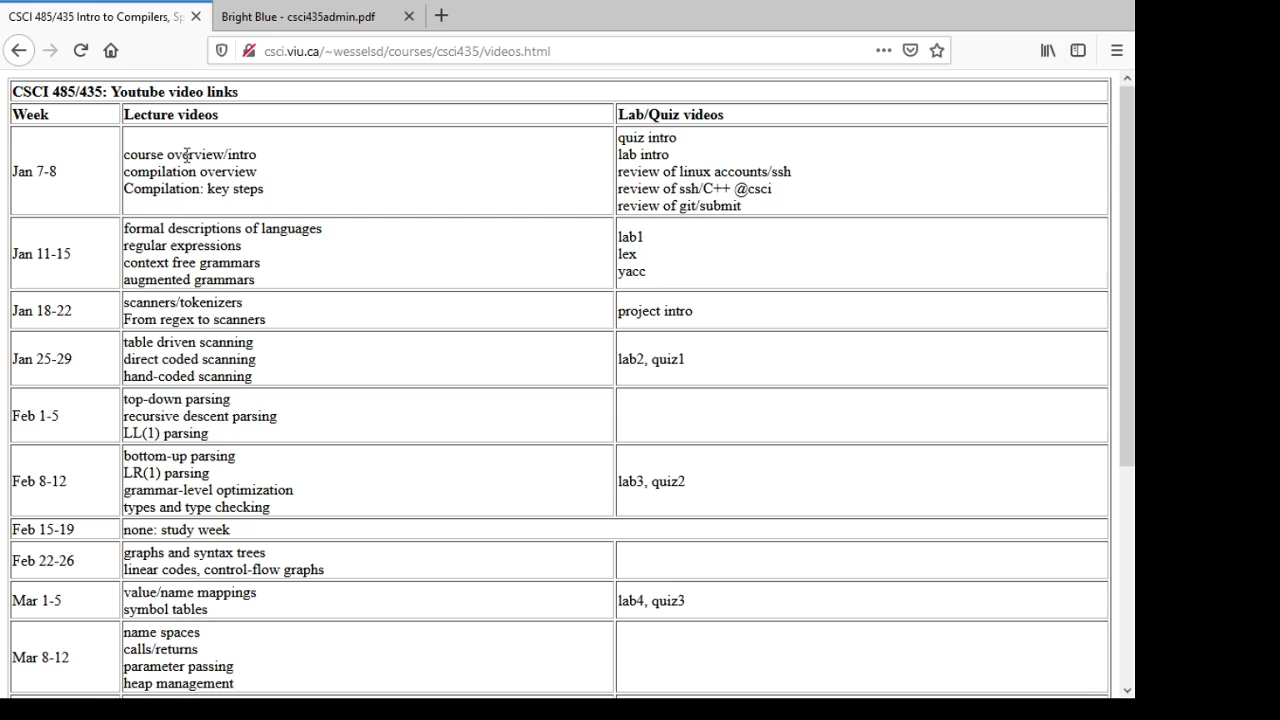 CSCI 485/435 Intro to Compilers, Sp
Bright Blue - csci435admin.pdf
csci.viu.ca/~wesselsd/courses/csci435/videos.html
CSCI 485/435: Youtube video links
Week Lecture videos Lab/Quiz videos
Jan 7-8
course overview/intro
compilation overview
Compilation: key steps
quiz intro
lab intro
review of linux accounts/ssh
review of ssh/C++ @csci
review of git/submit
Jan 11-15
formal descriptions of languages
regular expressions
context free grammars
augmented grammars
lab1
lex
yacc
Jan 18-22
scanners/tokenizers
From regex to scanners
project intro
Jan 25-29
table driven scanning
direct coded scanning
hand-coded scanning
lab2, quiz1
Feb 1-5
top-down parsing
recursive descent parsing
LL(1) parsing
Feb 8-12
bottom-up parsing
LR(1) parsing
grammar-level optimization
types and type checking
lab3, quiz2
Feb 15-19
none: study week
Feb 22-26
graphs and syntax trees
linear codes, control-flow graphs
Mar 1-5
value/name mappings
symbol tables
lab4, quiz3
Mar 8-12
name spaces
calls/returns
parameter passing
heap management